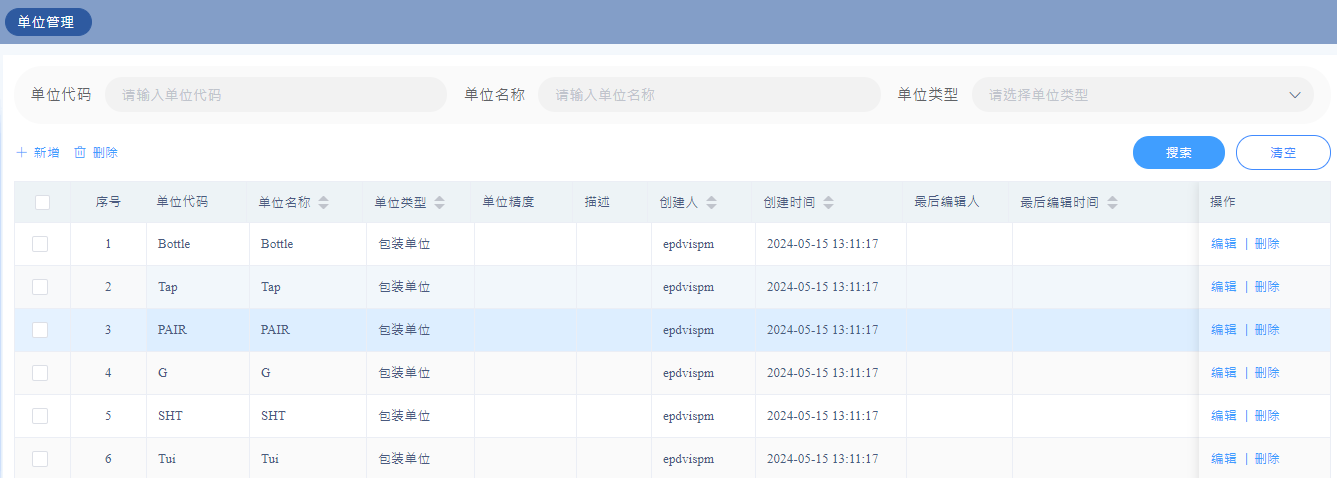 单位管理
单位代码 请输入单位代码 单位名称 请输入单位名称 单位类型 请选择单位类型
新增 删除 搜索 清空
序号 单位代码 单位名称 单位类型 单位精度 描述 创建人 创建时间 最后编辑人 最后编辑时间 操作
1 Bottle Bottle 包装单位 epdvispm 2024-05-15 13:11:17 编辑 | 删除
2 Tap Tap 包装单位 epdvispm 2024-05-15 13:11:17 编辑 | 删除
3 PAIR PAIR 包装单位 epdvispm 2024-05-15 13:11:17 编辑 | 删除
4 G G 包装单位 epdvispm 2024-05-15 13:11:17 编辑 | 删除
5 SHT SHT 包装单位 epdvispm 2024-05-15 13:11:17 编辑 | 删除
6 Tui Tui 包装单位 epdvispm 2024-05-15 13:11:17 编辑 | 删除